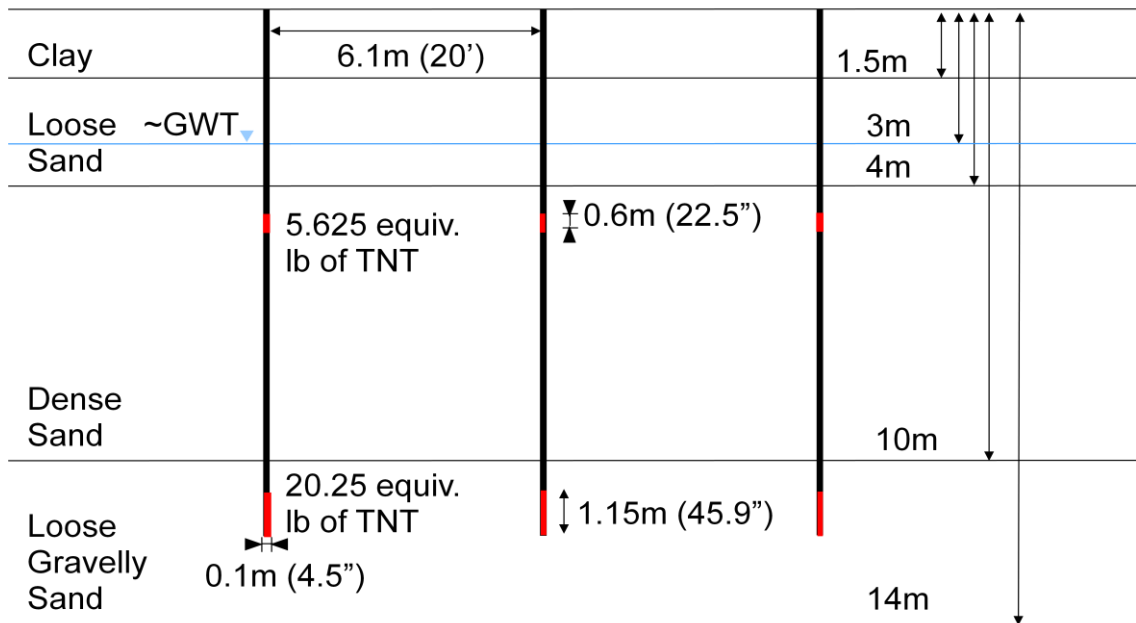 Clay
6.1m (20’)
1.5m
Loose
Sand
~GWT
3m
4m
5.625 equiv.
lb of TNT
0.6m (22.5”)
Dense
Sand
10m
20.25 equiv.
lb of TNT
1.15m (45.9”)
Loose
Gravelly
Sand
0.1m (4.5”)
14m